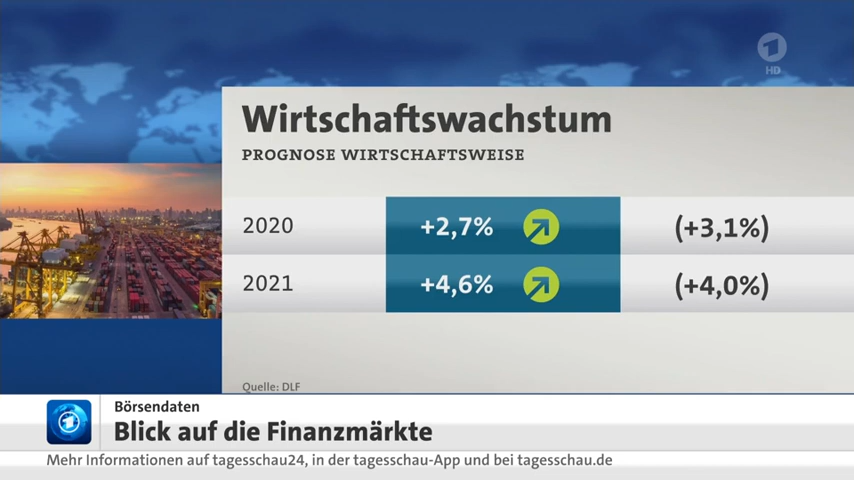 1
HD
Wirtschaftswachstum
PROGNOSE WIRTSCHAFTSWEISE
2020 +2,7% (+3,1%)
2021 +4,6% (+4,0%)
Quelle: DLF
Börsendaten
Blick auf die Finanzmärkte
Mehr Informationen auf tagesschau24, in der tagesschau-App und bei tagesschau.de